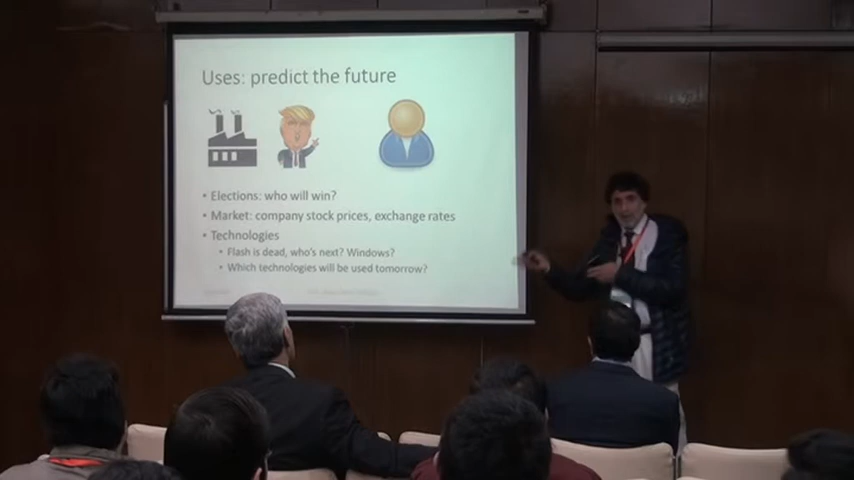 Uses: predict the future
• Elections: who will win?
• Market: company stock prices, exchange rates
• Technologies
• Flash is dead, who's next? Windows?
• Which technologies will be used tomorrow?